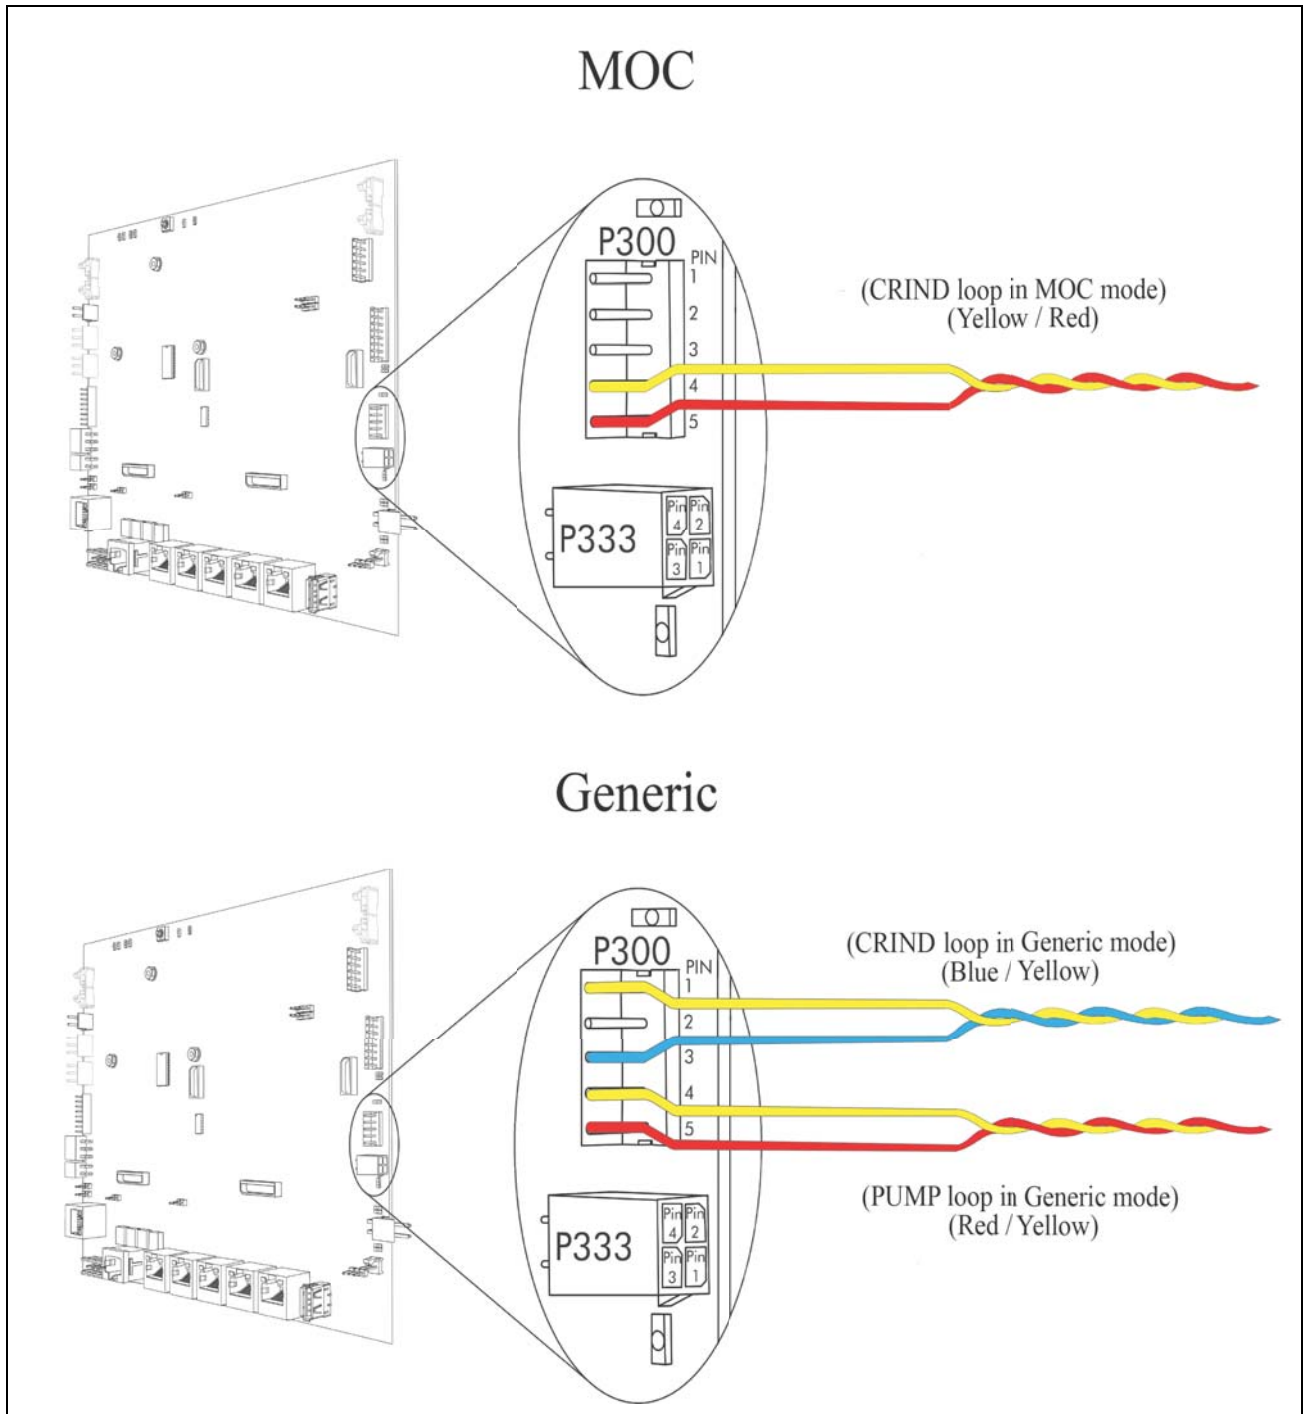 MOC
P300
PIN
1
2
3
4
5
(CRIND loop in MOC mode)
(Yellow / Red)
P333
Pin 4
Pin 2
Pin 3
Pin 1
Generic
P300
PIN
1
2
3
4
5
(CRIND loop in Generic mode)
(Blue / Yellow)
(PUMP loop in Generic mode)
(Red / Yellow)
P333
Pin 4
Pin 2
Pin 3
Pin 1